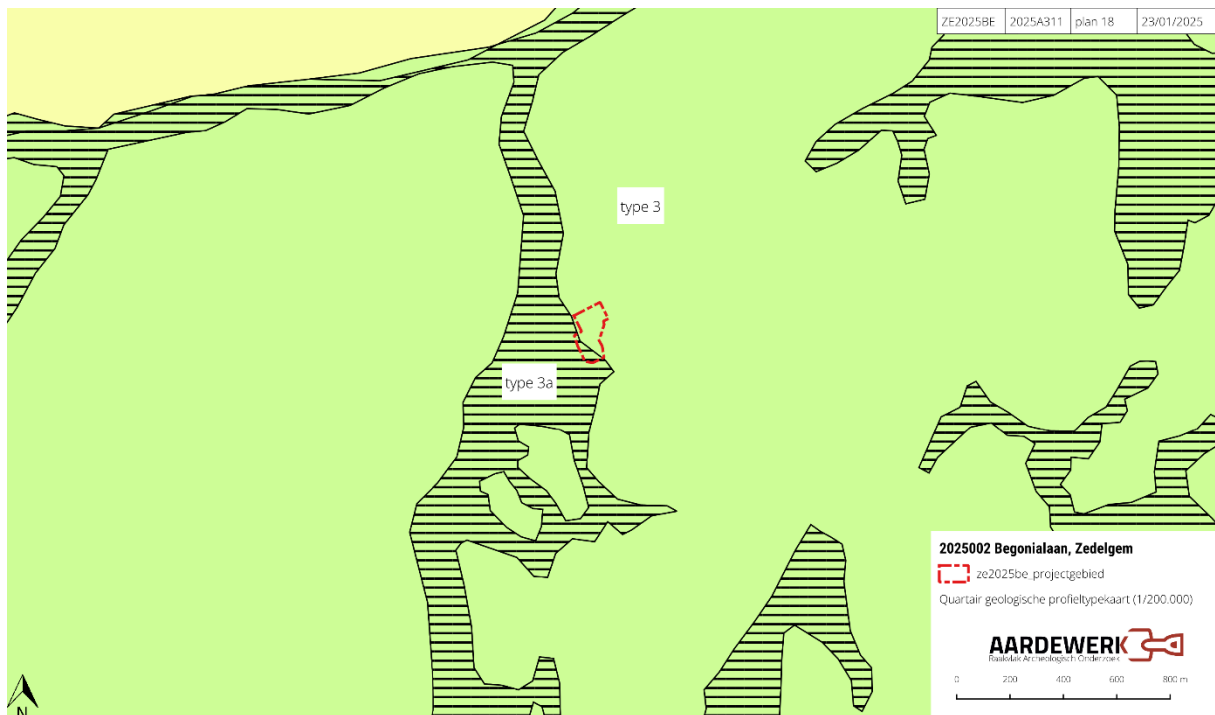 ZE2025BE 2025A311 plan 18 23/01/2025
type 3
type 3a
2025002 Begonialaan, Zedelgem
ze2025be_projectgebied
Quartair geologische profieltypekaart (1/200.000)
AARDEWERK
Raakvlak Archeologisch Onderzoek
0 200 400 600 800 m
N